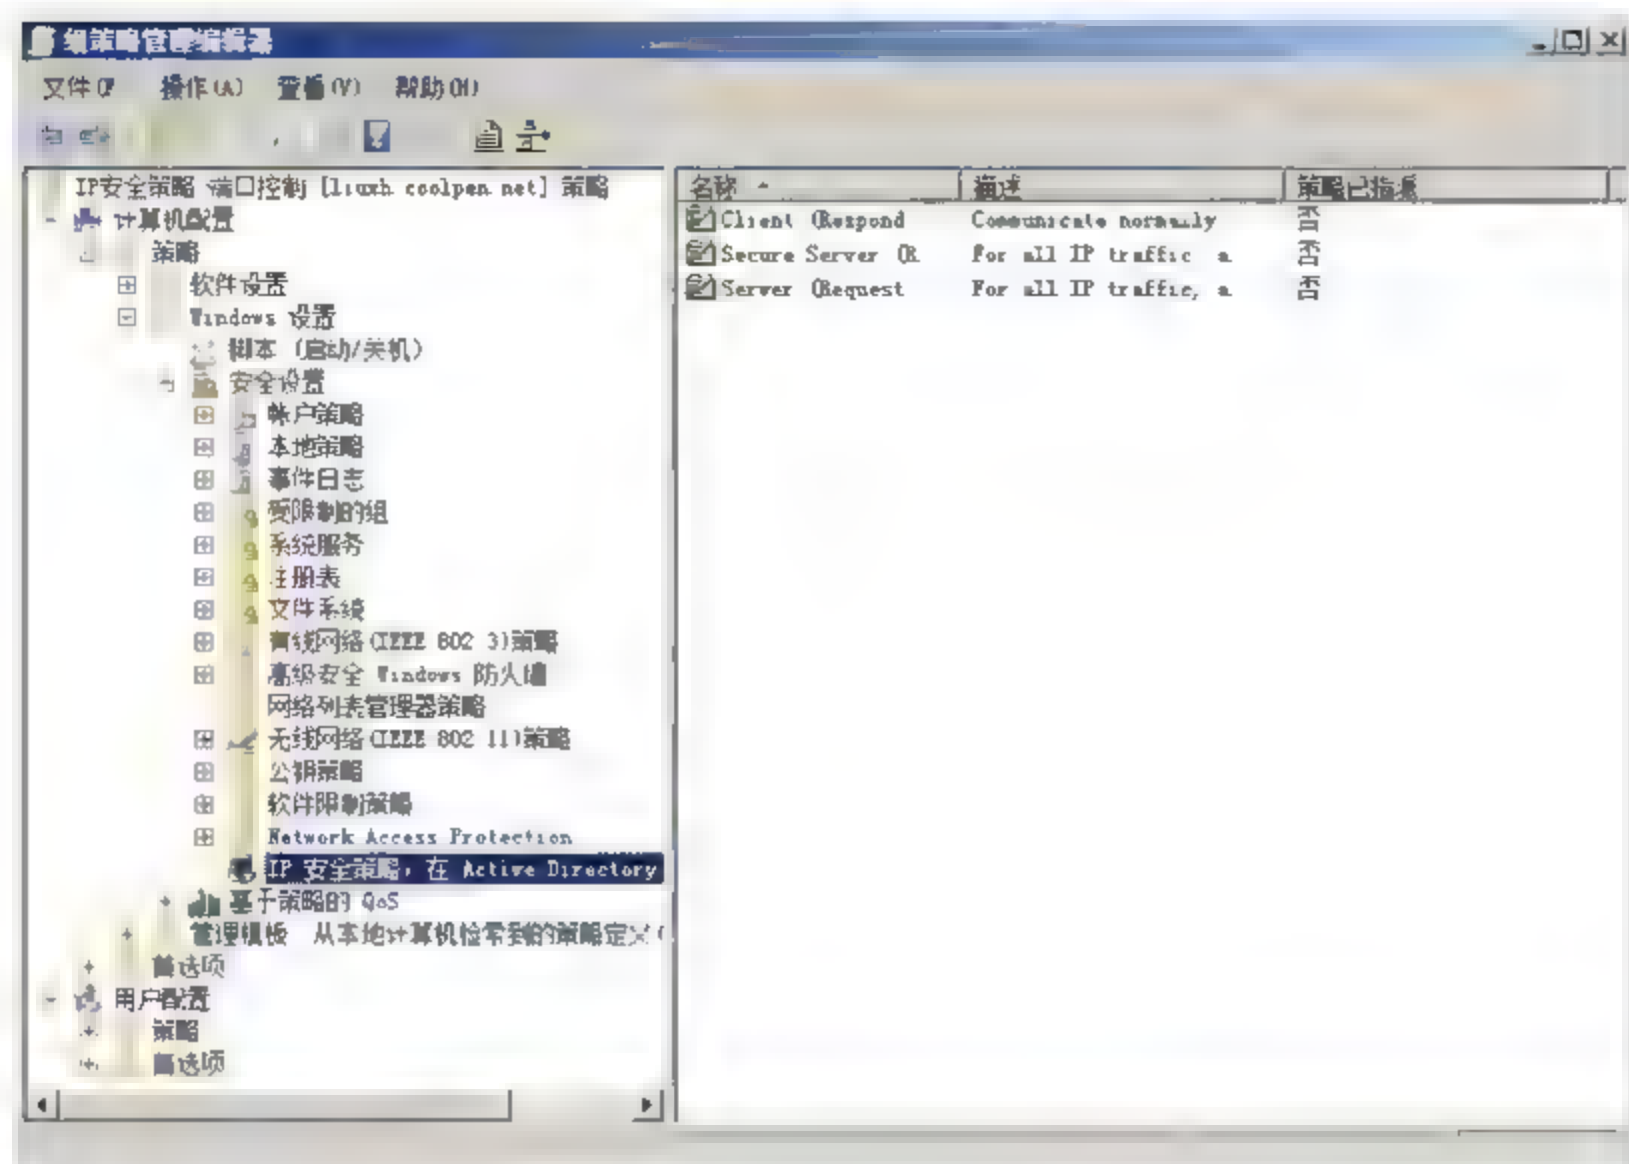 组策略管理编辑器
文件(F 操作(A) 查看(V) 帮助(H)
IP安全策略 端口控制 [liuxh coolpen net] 策略
计算机配置
策略
软件设置
Windows 设置
脚本 (启动/关机)
安全设置
帐户策略
本地策略
事件日志
受限制的组
系统服务
注册表
文件系统
有线网络(IEEE 802 3)策略
高级安全 Windows 防火墙
网络列表管理器策略
无线网络(IEEE 802 11)策略
公钥策略
软件限制策略
Network Access Protection
IP 安全策略，在 Active Directory
基于策略的 QoS
管理模板 从本地计算机检索到的策略定义(
首选项
用户配置
策略
首选项
名称 描述 策略已指派
Client (Respond Communicate normally 否
Secure Server (R For all IP traffic a 否
Server (Request For all IP traffic, a 否